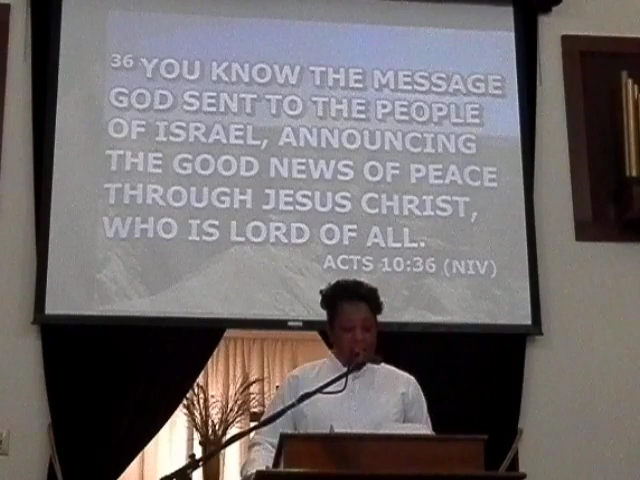 36 YOU KNOW THE MESSAGE
GOD SENT TO THE PEOPLE
OF ISRAEL, ANNOUNCING
THE GOOD NEWS OF PEACE
THROUGH JESUS CHRIST,
WHO IS LORD OF ALL.
ACTS 10:36 (NIV)